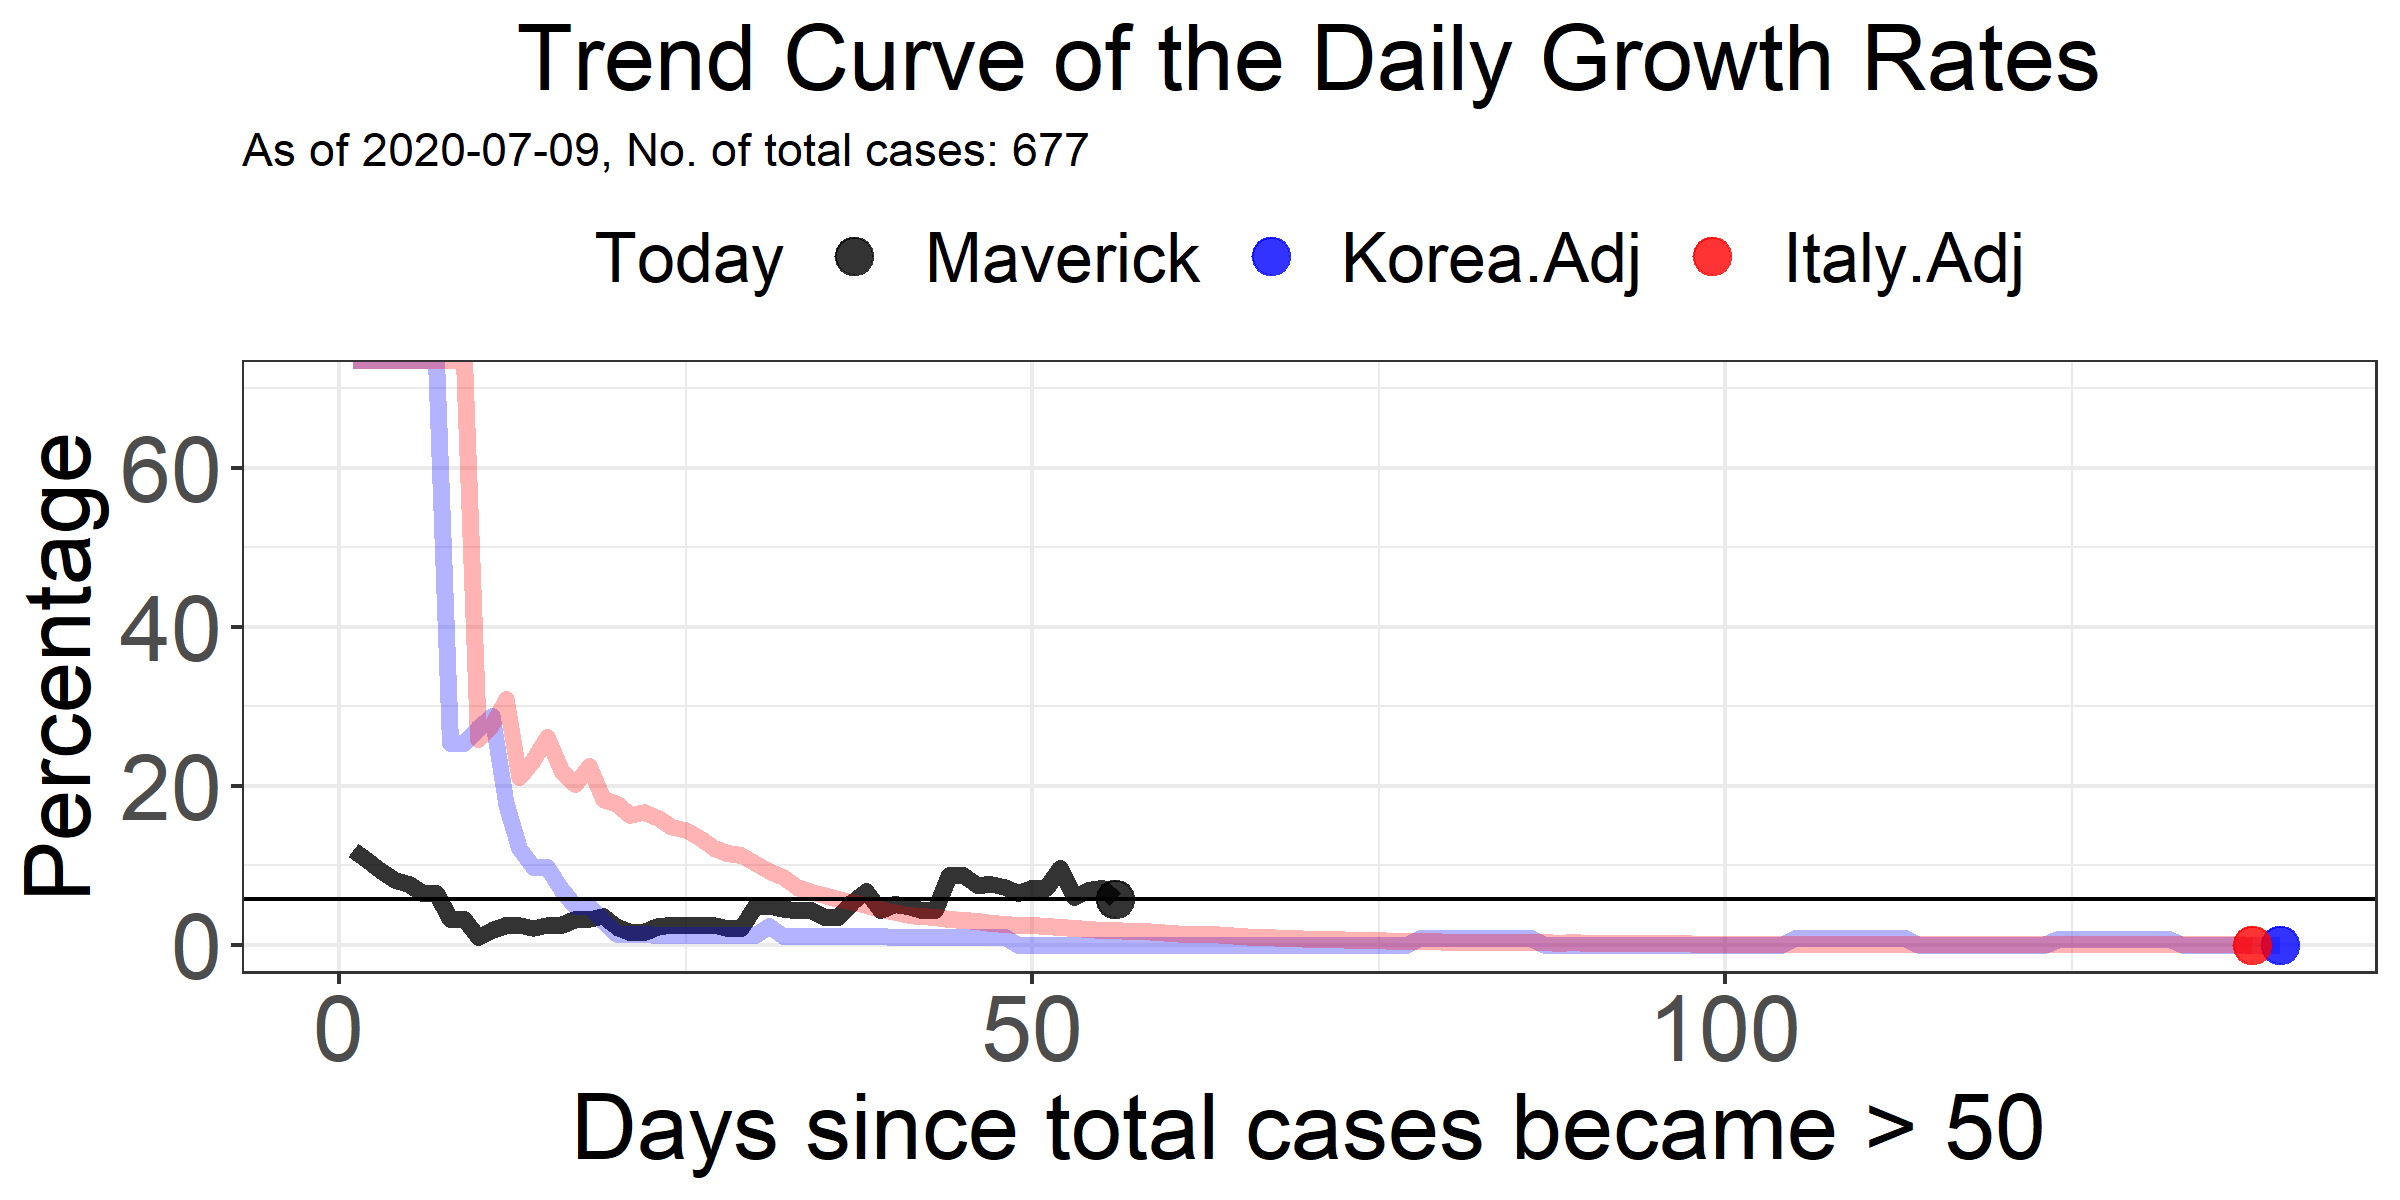 Trend Curve of the Daily Growth Rates
As of 2020-07-09, No. of total cases: 677
Today Maverick Korea.Adj Italy.Adj
Percentage
60
40
20
0
0 50 100
Days since total cases became > 50